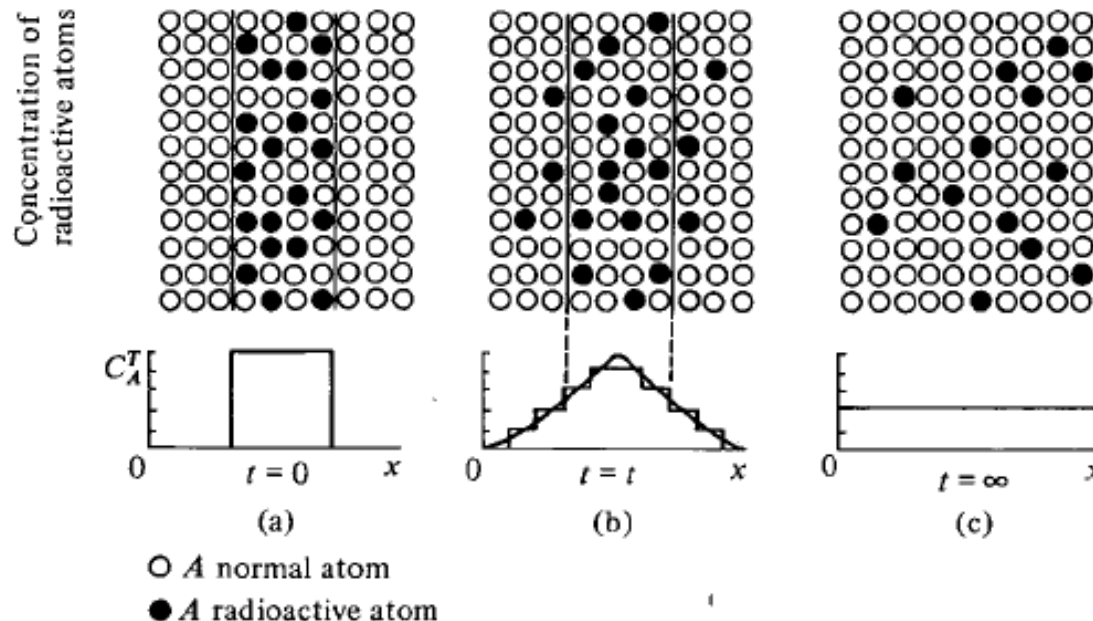 Concentration of
radioactive atoms
C_A^T
0
t = 0
x
(a)
0
t = t
x
(b)
0
t = ∞
x
(c)
○ A normal atom
● A radioactive atom